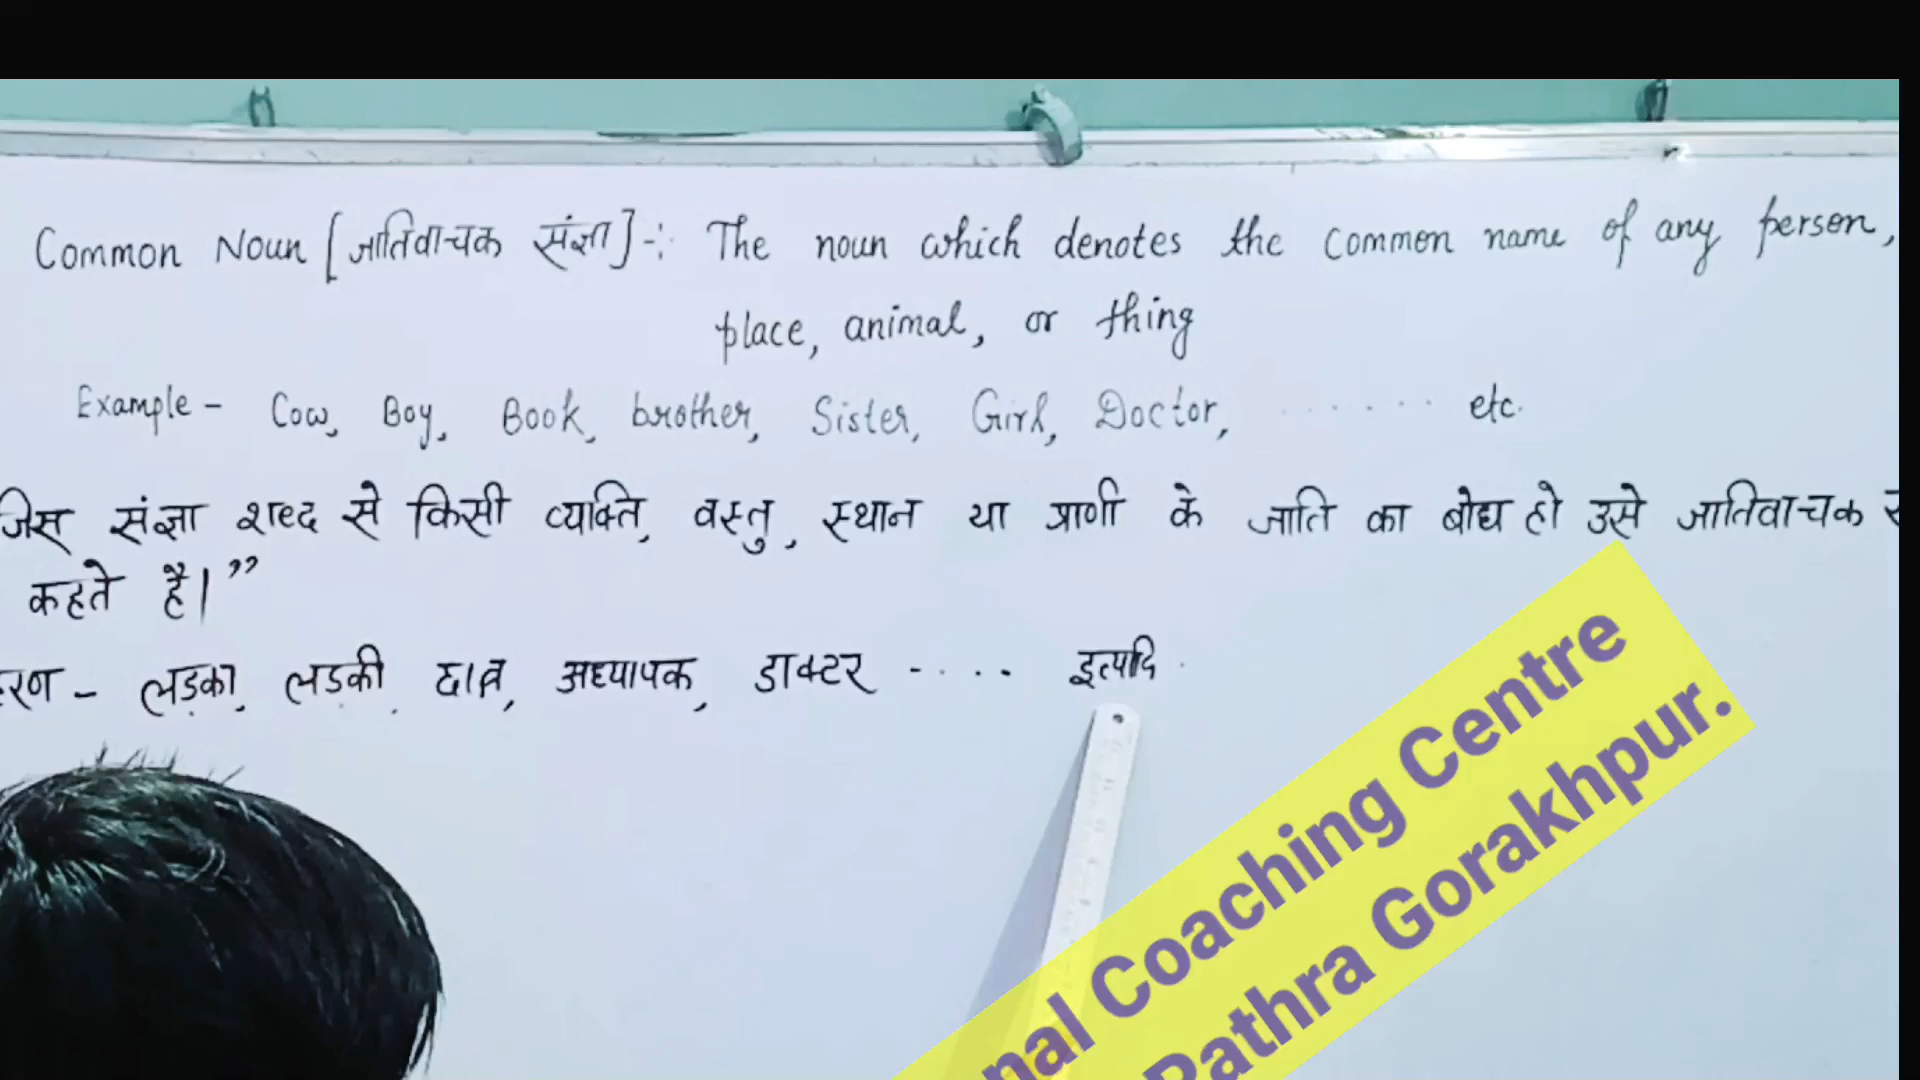 Common Noun [जातिवाचक संज्ञा] -: The noun which denotes the common name of any person,
place, animal, or thing
Example - Cow, Boy, Book, brother, Sister, Girl, Doctor, ....... etc.
जिस संज्ञा शब्द से किसी व्यक्ति, वस्तु, स्थान या प्राणी के जाति का बोध हो उसे जातिवाचक
कहते है।”
रण - लड़का, लड़की, छात्र, अध्यापक, डाक्टर ..... इत्यदि
nal Coaching Centre
Pathra Gorakhpur.